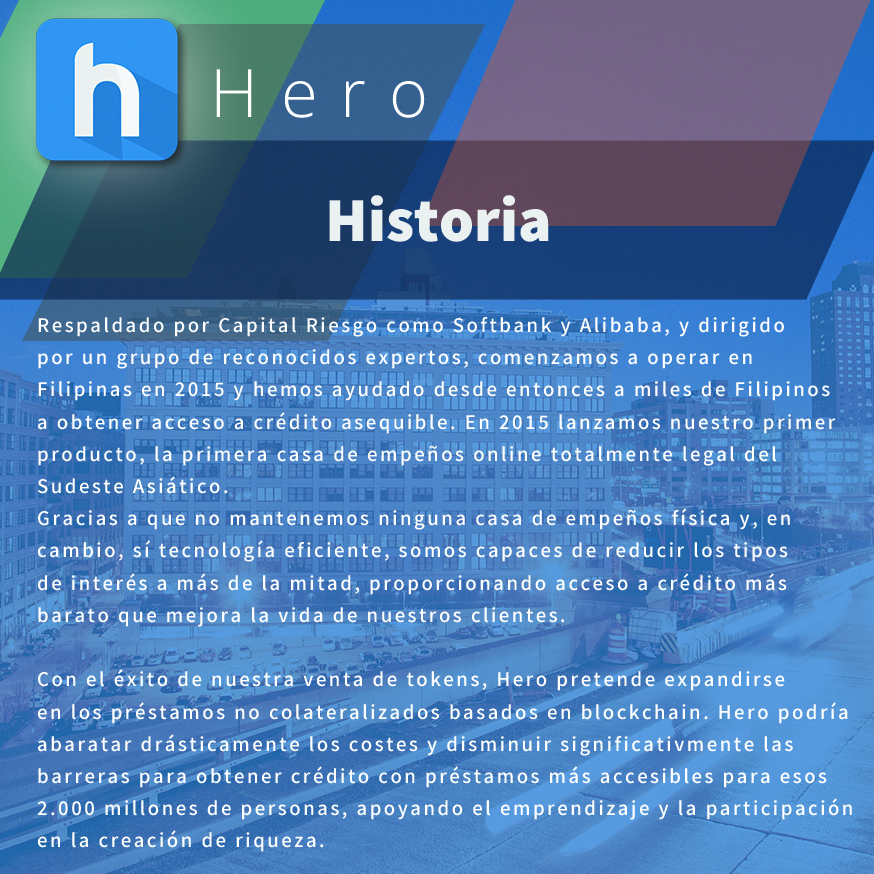 h
Hero
Historia
Respaldado por Capital Riesgo como Softbank y Alibaba, y dirigido
por un grupo de reconocidos expertos, comenzamos a operar en
Filipinas en 2015 y hemos ayudado desde entonces a miles de Filipinos
a obtener acceso a crédito asequible. En 2015 lanzamos nuestro primer
producto, la primera casa de empeños online totalmente legal del
Sudeste Asiático.
Gracias a que no mantenemos ninguna casa de empeños física y, en
cambio, sí tecnología eficiente, somos capaces de reducir los tipos
de interés a más de la mitad, proporcionando acceso a crédito más
barato que mejora la vida de nuestros clientes.
Con el éxito de nuestra venta de tokens, Hero pretende expandirse
en los préstamos no colateralizados basados en blockchain. Hero podría
abaratar drásticamente los costes y disminuir significativmente las
barreras para obtener crédito con préstamos más accesibles para esos
2.000 millones de personas, apoyando el emprendizaje y la participación
en la creación de riqueza.